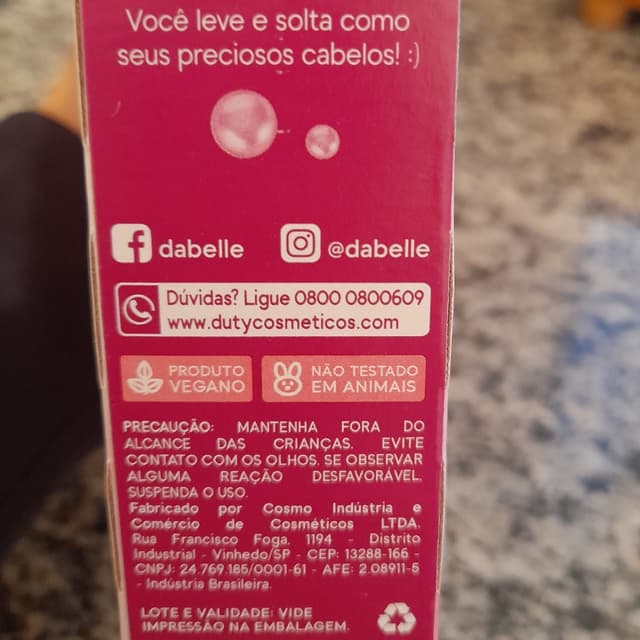 Você leve e solta como
seus preciosos cabelos! :)
dabelle
@dabelle
Dúvidas? Ligue 0800 0800609
www.dutycosmeticos.com
PRODUTO
VEGANO
NÃO TESTADO
EM ANIMAIS
PRECAUÇÃO: MANTENHA FORA DO
ALCANCE DAS CRIANÇAS. EVITE
CONTATO COM OS OLHOS. SE OBSERVAR
ALGUMA REAÇÃO DESFAVORÁVEL
SUSPENDA O USO.
Fabricado por Cosmo Indústria e
Comércio de Cosméticos LTDA.
Rua Francisco Foga, 1194 - Distrito
Industrial - Vinhedo/SP - CEP: 13288-166 -
CNPJ: 24.769.185/0001-61 - AFE: 2.08911-5
- Indústria Brasileira.
LOTE E VALIDADE: VIDE
IMPRESSÃO NA EMBALAGEM.